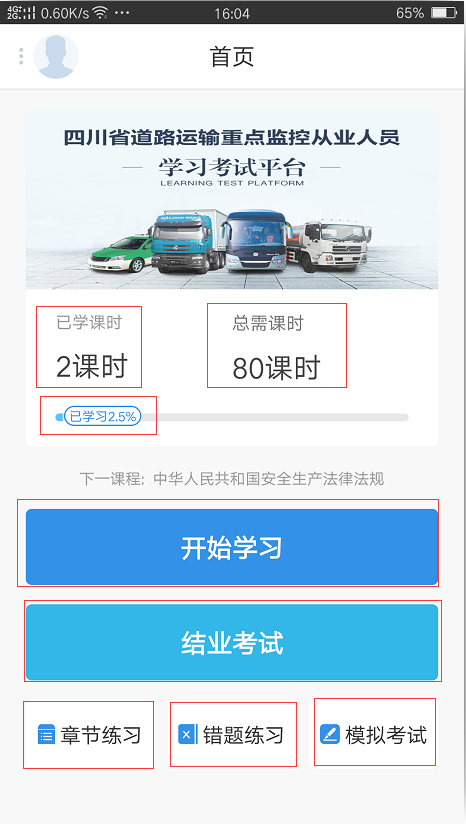 4G 2G 0.60K/s ··· 16:04 65%
首页
四川省道路运输重点监控从业人员
学习考试平台
LEARNING TEST PLATFORM
已学课时 总需课时
2课时 80课时
已学习2.5%
下一课程: 中华人民共和国安全生产法律法规
开始学习
结业考试
章节练习 错题练习 模拟考试